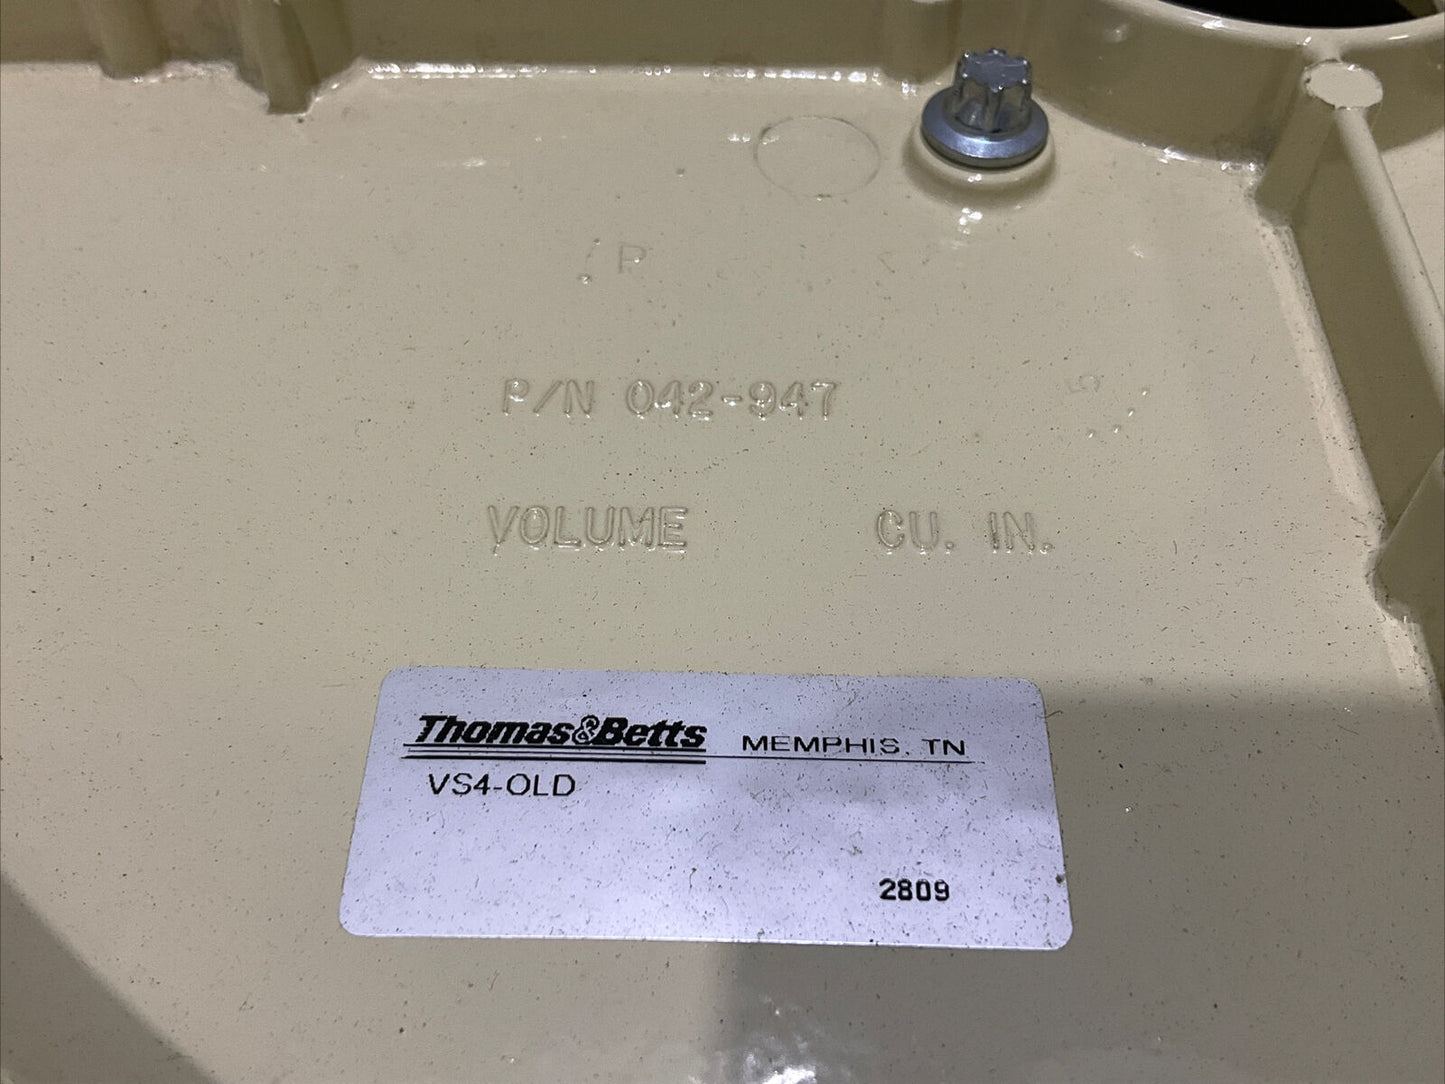 P/N 042-947
VOLUME CU. IN.
Thomas&Betts MEMPHIS, TN
VS4-OLD
2809